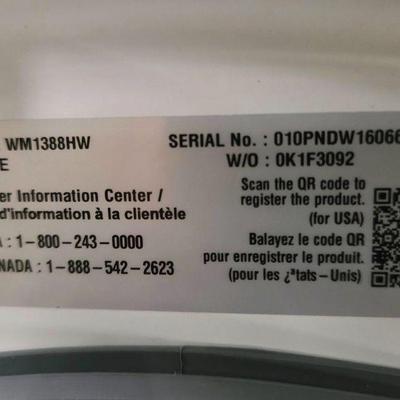 WM1388HW
E
SERIAL No. : 010PNDW16066
W/O : 0K1F3092
er Information Center /
d'information à la clientèle
: 1-800-243-0000
NADA : 1-888-542-2623
Scan the QR code to
register the product.
(for USA)
Balayez le code QR
pour enregistrer le produit.
(pour les ¿ªtats - Unis)